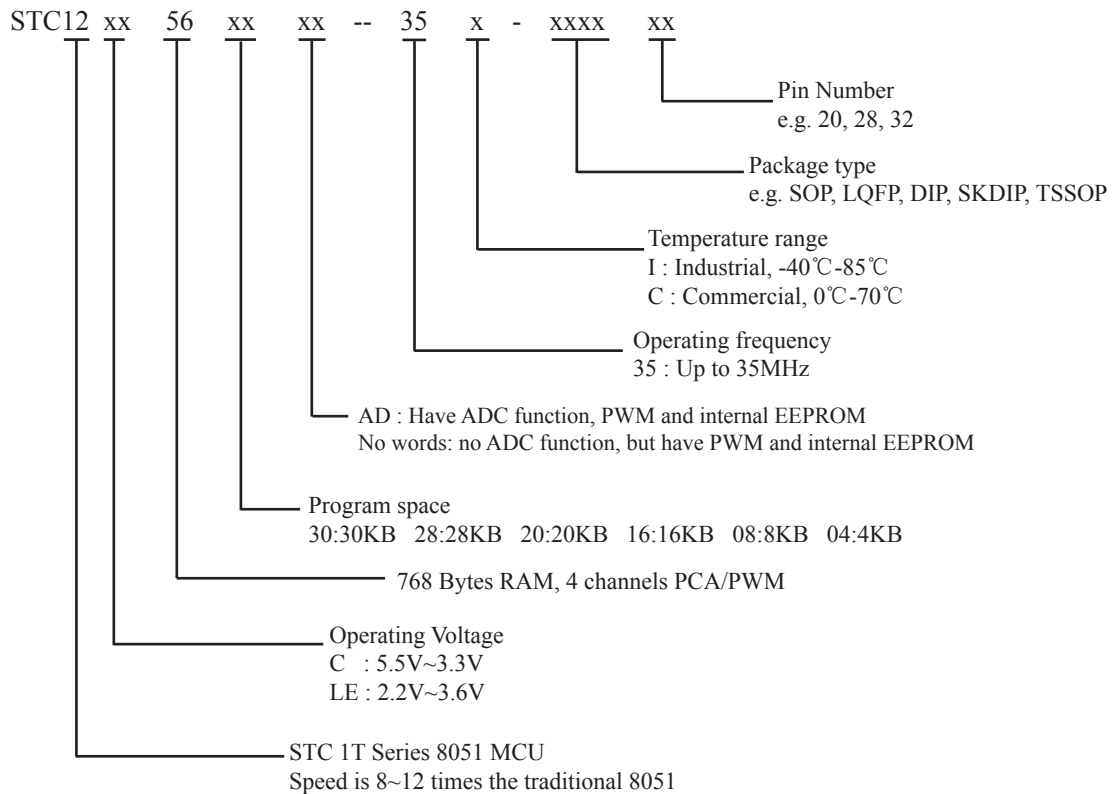 STC12 xx 56 xx xx -- 35 x - xxxx xx
Pin Number
e.g. 20, 28, 32
Package type
e.g. SOP, LQFP, DIP, SKDIP, TSSOP
Temperature range
I : Industrial, -40℃-85℃
C : Commercial, 0℃-70℃
Operating frequency
35 : Up to 35MHz
AD : Have ADC function, PWM and internal EEPROM
No words: no ADC function, but have PWM and internal EEPROM
Program space
30:30KB 28:28KB 20:20KB 16:16KB 08:8KB 04:4KB
768 Bytes RAM, 4 channels PCA/PWM
Operating Voltage
C : 5.5V~3.3V
LE : 2.2V~3.6V
STC 1T Series 8051 MCU
Speed is 8~12 times the traditional 8051